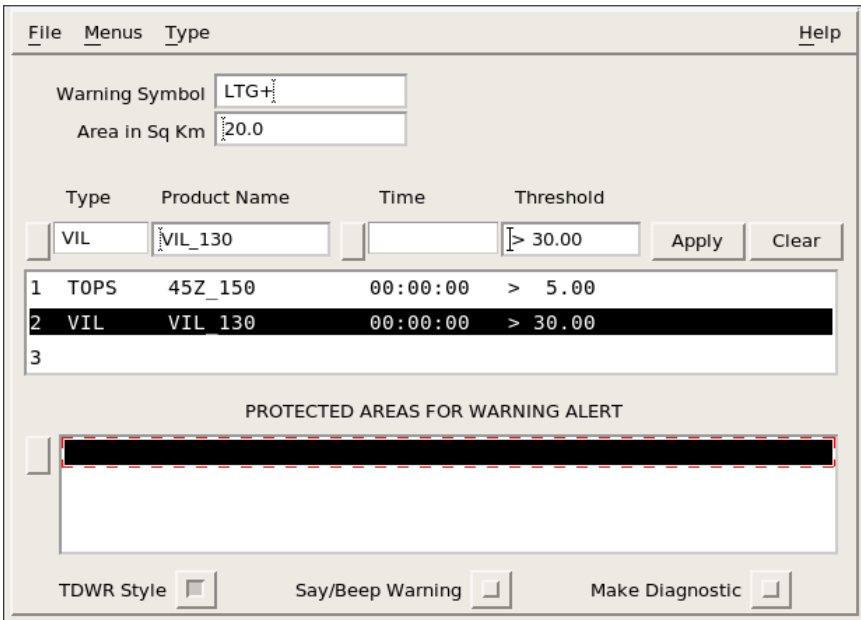 File Menus Type Help
Warning Symbol LTG+
Area in Sq Km 20.0
Type Product Name Time Threshold
VIL VIL_130 > 30.00 Apply Clear
1 TOPS 45Z_150 00:00:00 > 5.00
2 VIL VIL_130 00:00:00 > 30.00
3
PROTECTED AREAS FOR WARNING ALERT
TDWR Style Say/Beep Warning Make Diagnostic